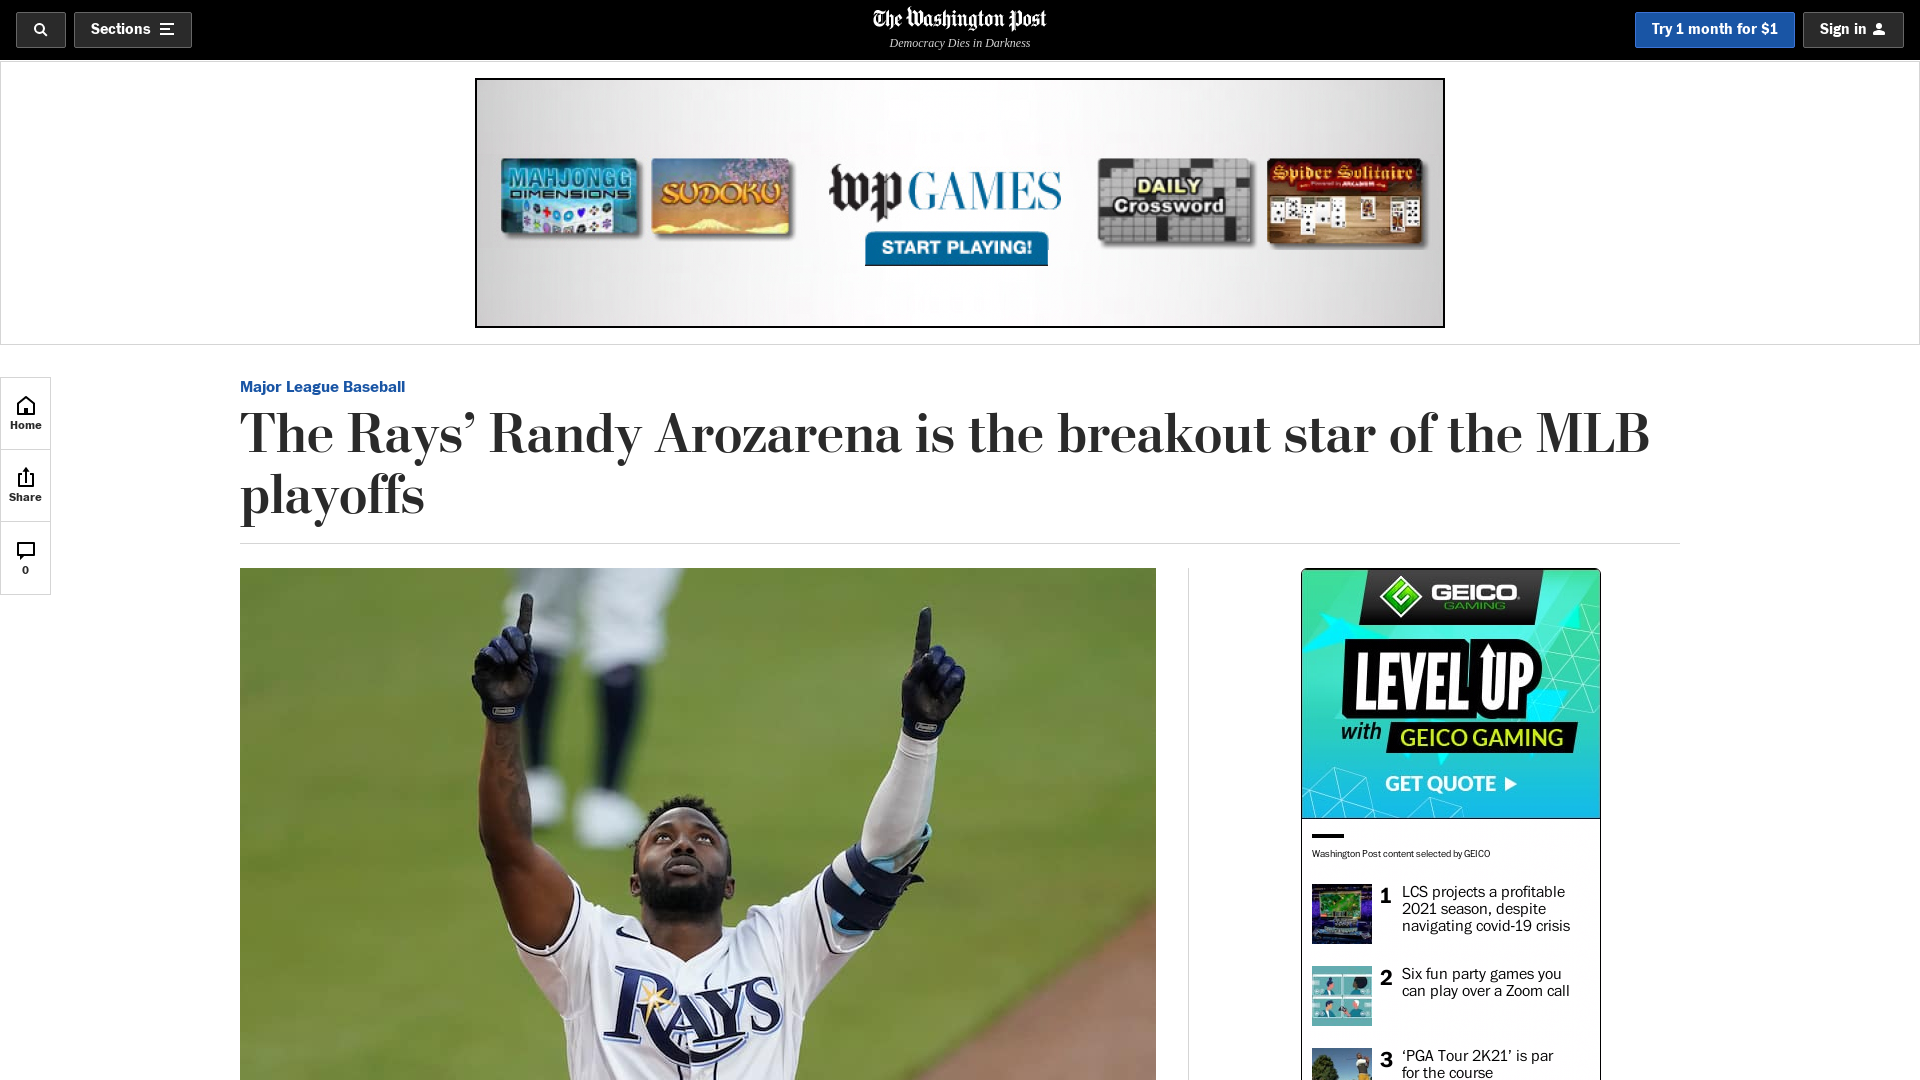 Sections
The Washington Post
Democracy Dies in Darkness
Try 1 month for $1
Sign in
MAHJONGG
DIMENSIONS
SUDOKU
wp GAMES
START PLAYING!
DAILY
Crossword
Spider Solitaire
Home
Share
0
Major League Baseball
The Rays’ Randy Arozarena is the breakout star of the MLB
playoffs
RAYS
GEICO
GAMING
LEVEL UP
with GEICO GAMING
GET QUOTE
Washington Post content selected by GEICO
1 LCS projects a profitable
2021 season, despite
navigating covid-19 crisis
2 Six fun party games you
can play over a Zoom call
3 ‘PGA Tour 2K21’ is par
for the course